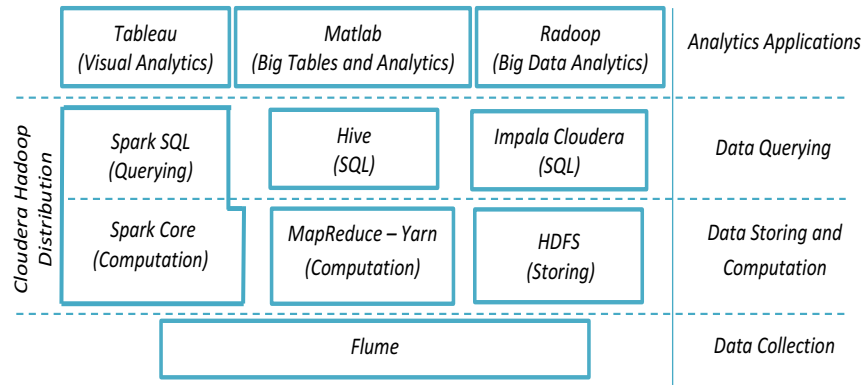 Tableau
(Visual Analytics)
Matlab
(Big Tables and Analytics)
Radoop
(Big Data Analytics)
Analytics Applications
Cloudera Hadoop
Distribution
Spark SQL
(Querying)
Hive
(SQL)
Impala Cloudera
(SQL)
Data Querying
Spark Core
(Computation)
MapReduce – Yarn
(Computation)
HDFS
(Storing)
Data Storing and
Computation
Flume
Data Collection